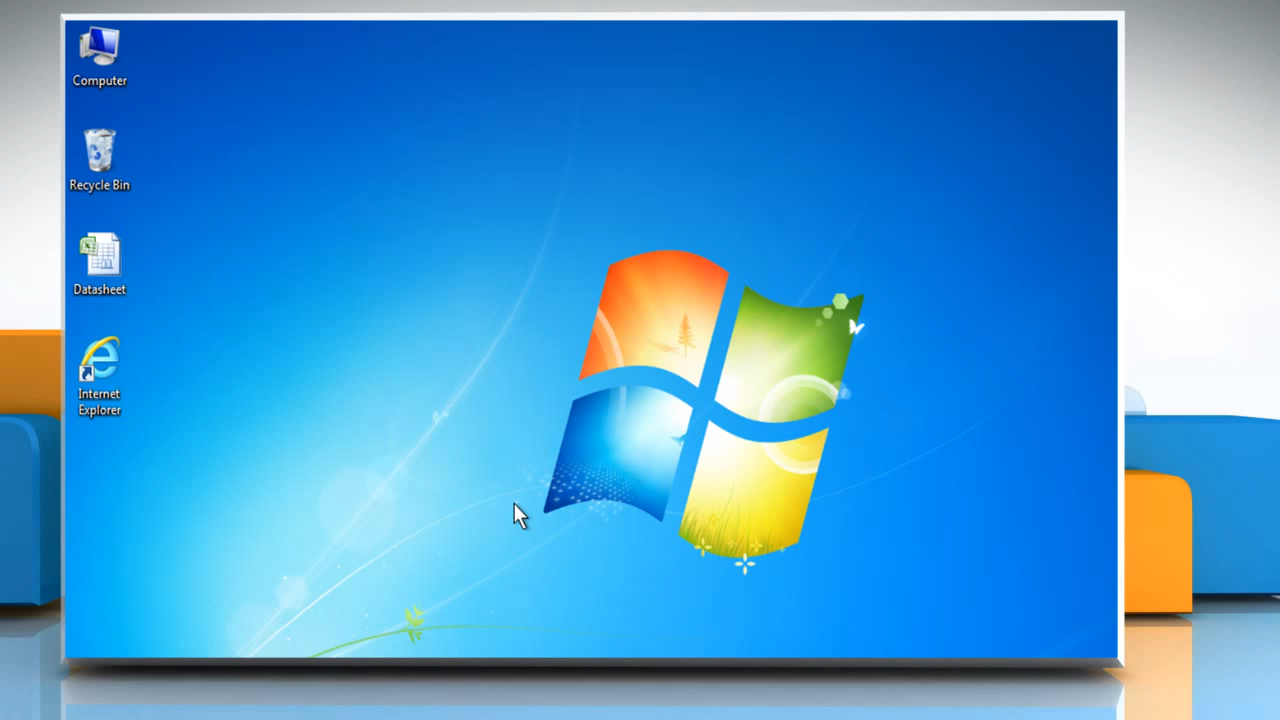 Computer
Recycle Bin
Datasheet
Internet
Explorer